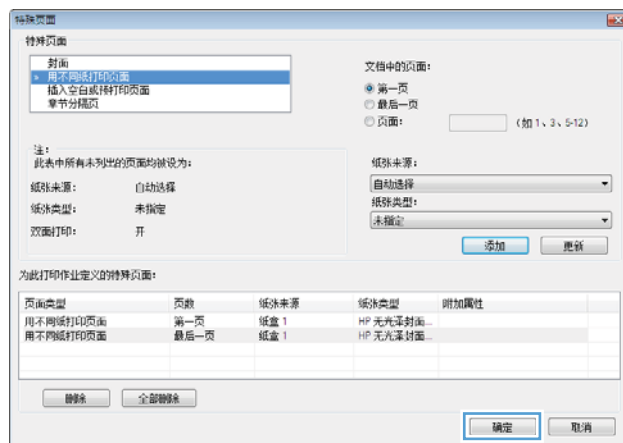 特殊页面
特殊页面
封面
» 用不同纸打印页面
插入空白或待打印页面
章节分隔页
文档中的页面：
第一页
最后一页
页面： （如 1、3、5-12）
注：
此表中所有未列出的页面均被设为：
纸张来源： 自动选择
纸张类型： 未指定
双面打印： 开
纸张来源：
自动选择
纸张类型：
未指定
添加 更新
为此打印作业定义的特殊页面：
页面类型 页数 纸张来源 纸张类型 附加属性
用不同纸打印页面 第一页 纸盒 1 HP 无光泽封面...
用不同纸打印页面 最后一页 纸盒 1 HP 无光泽封面...
删除 全部删除
确定 取消